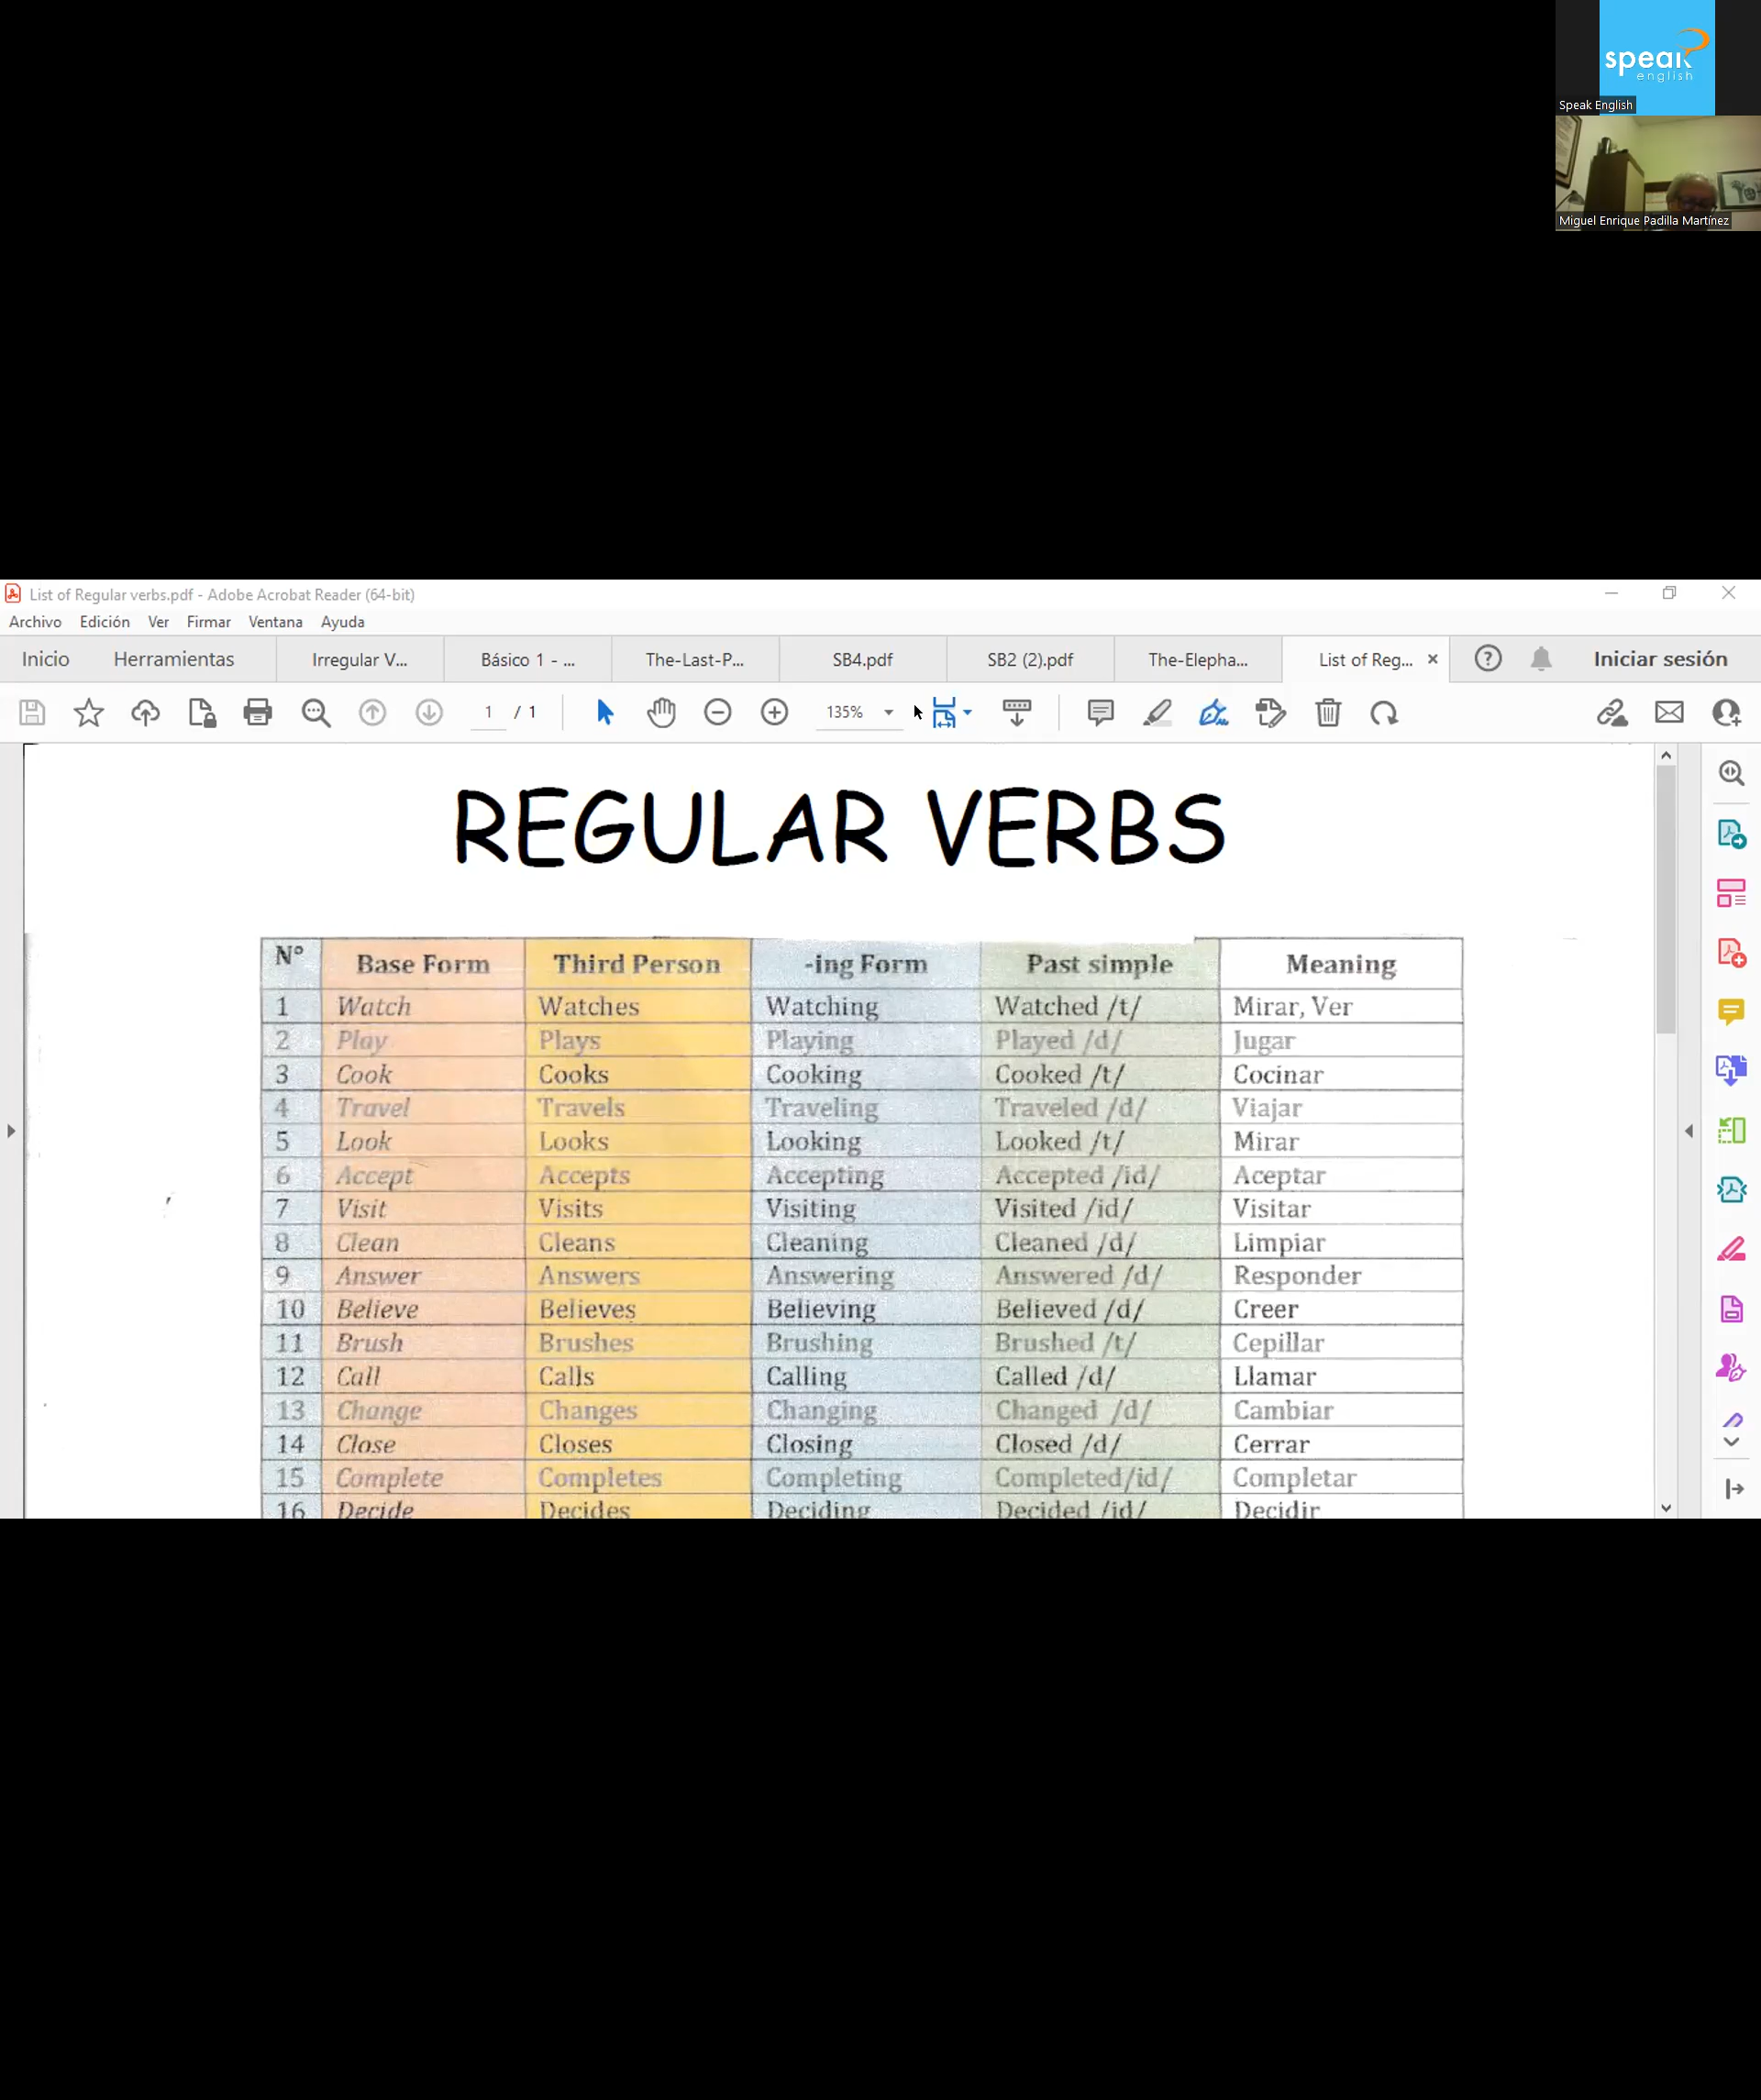 speak
english
Speak English
Miguel Enrique Padilla Martínez
List of Regular verbs.pdf - Adobe Acrobat Reader (64-bit)
Archivo Edición Ver Firmar Ventana Ayuda
Inicio Herramientas Irregular V... Básico 1 - ... The-Last-P... SB4.pdf SB2 (2).pdf The-Elepha... List of Reg... × Iniciar sesión
1 / 1 135%
REGULAR VERBS
N° Base Form Third Person -ing Form Past simple Meaning
1 Watch Watches Watching Watched /t/ Mirar, Ver
2 Play Plays Playing Played /d/ Jugar
3 Cook Cooks Cooking Cooked /t/ Cocinar
4 Travel Travels Traveling Traveled /d/ Viajar
5 Look Looks Looking Looked /t/ Mirar
6 Accept Accepts Accepting Accepted /id/ Aceptar
7 Visit Visits Visiting Visited /id/ Visitar
8 Clean Cleans Cleaning Cleaned /d/ Limpiar
9 Answer Answers Answering Answered /d/ Responder
10 Believe Believes Believing Believed /d/ Creer
11 Brush Brushes Brushing Brushed /t/ Cepillar
12 Call Calls Calling Called /d/ Llamar
13 Change Changes Changing Changed /d/ Cambiar
14 Close Closes Closing Closed /d/ Cerrar
15 Complete Completes Completing Completed/id/ Completar
16 Decide Decides Deciding Decided /id/ Decidir